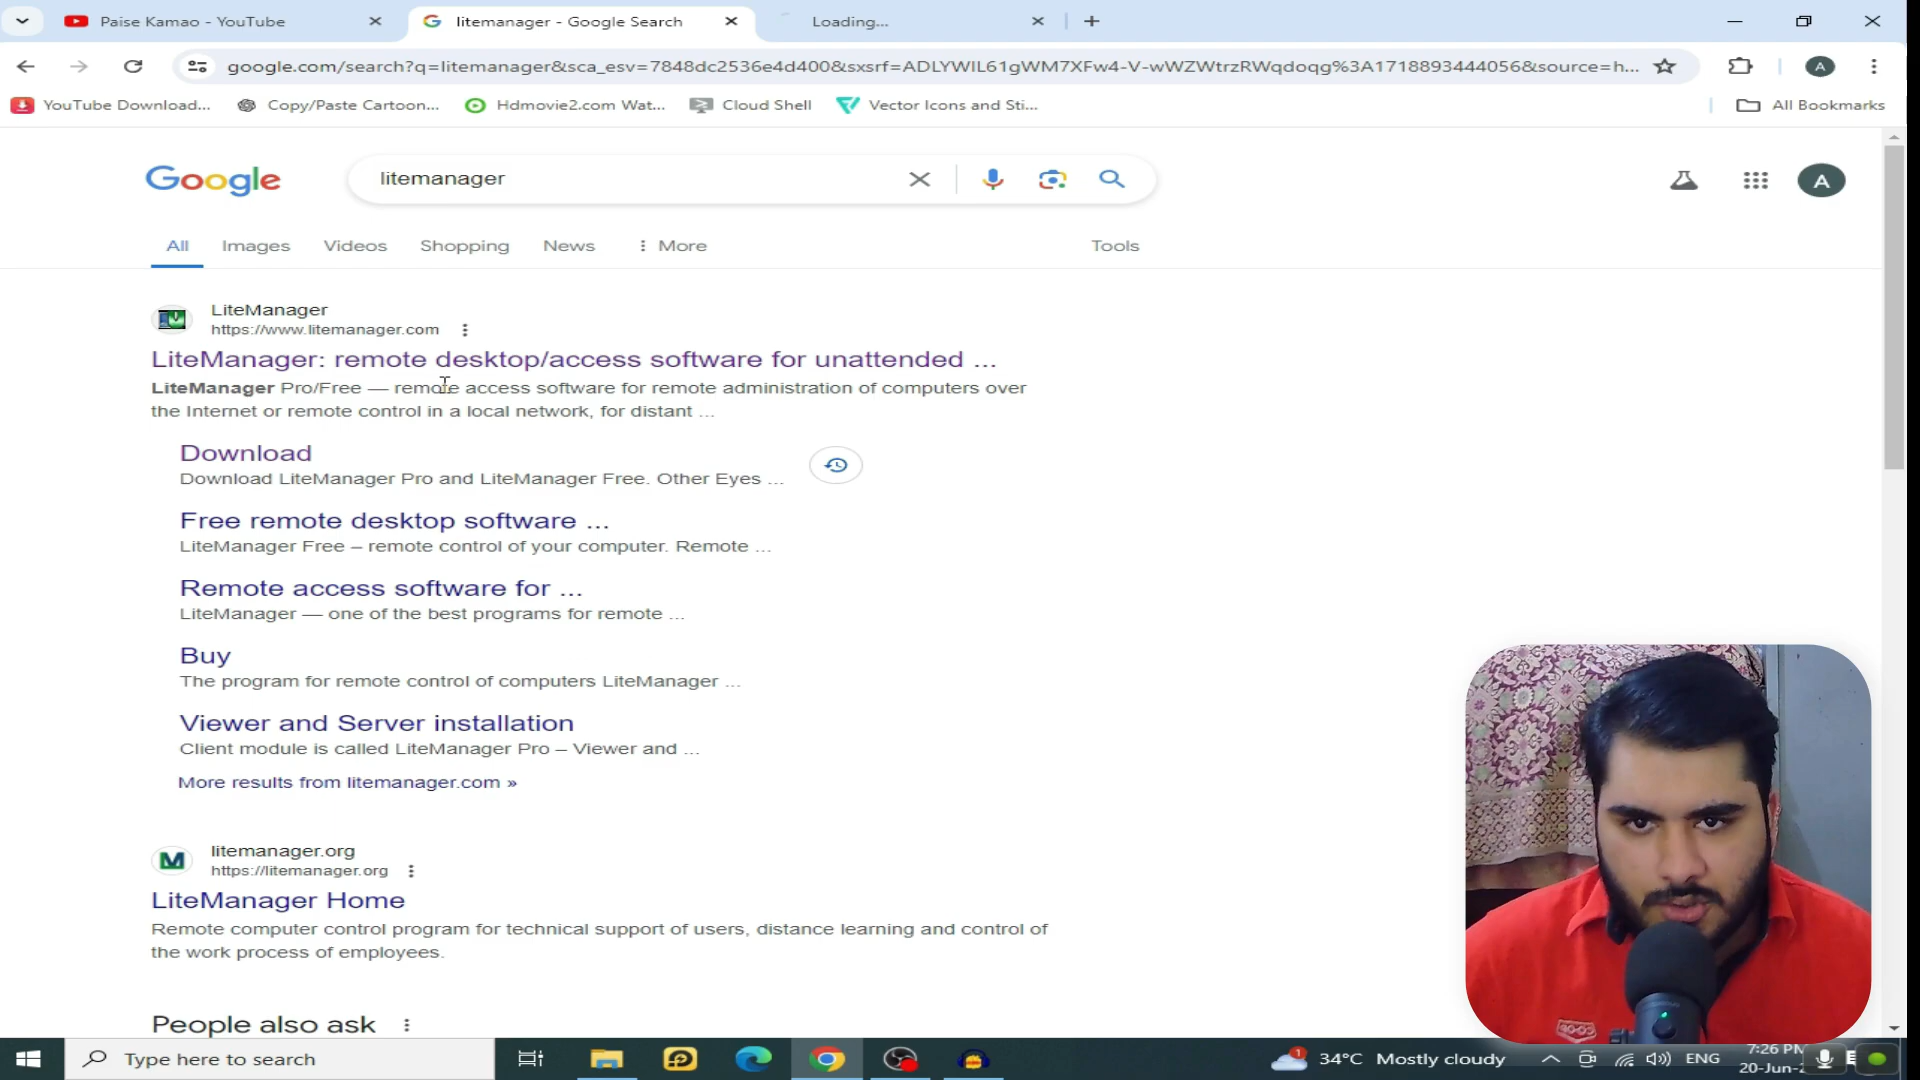 Paise Kamao - YouTube
litemanager - Google Search
Loading...
google.com/search?q=litemanager&sca_esv=7848dc2536e4d400&sxsrf=ADLYWIL61gWM7XFw4-V-wWZWtrzRWqdoqg%3A1718893444056&source=h...
A
YouTube Download...
Copy/Paste Cartoon...
Hdmovie2.com Wat...
Cloud Shell
Vector Icons and Sti...
All Bookmarks
Google
litemanager
A
All
Images
Videos
Shopping
News
More
Tools
LiteManager
https://www.litemanager.com
LiteManager: remote desktop/access software for unattended ...
LiteManager Pro/Free — remote access software for remote administration of computers over
the Internet or remote control in a local network, for distant ...
Download
Download LiteManager Pro and LiteManager Free. Other Eyes ...
Free remote desktop software ...
LiteManager Free – remote control of your computer. Remote ...
Remote access software for ...
LiteManager — one of the best programs for remote ...
Buy
The program for remote control of computers LiteManager ...
Viewer and Server installation
Client module is called LiteManager Pro – Viewer and ...
More results from litemanager.com »
litemanager.org
https://litemanager.org
LiteManager Home
Remote computer control program for technical support of users, distance learning and control of
the work process of employees.
People also ask
Type here to search
1
34°C Mostly cloudy
ENG
7:26 PM
20-Jun-2